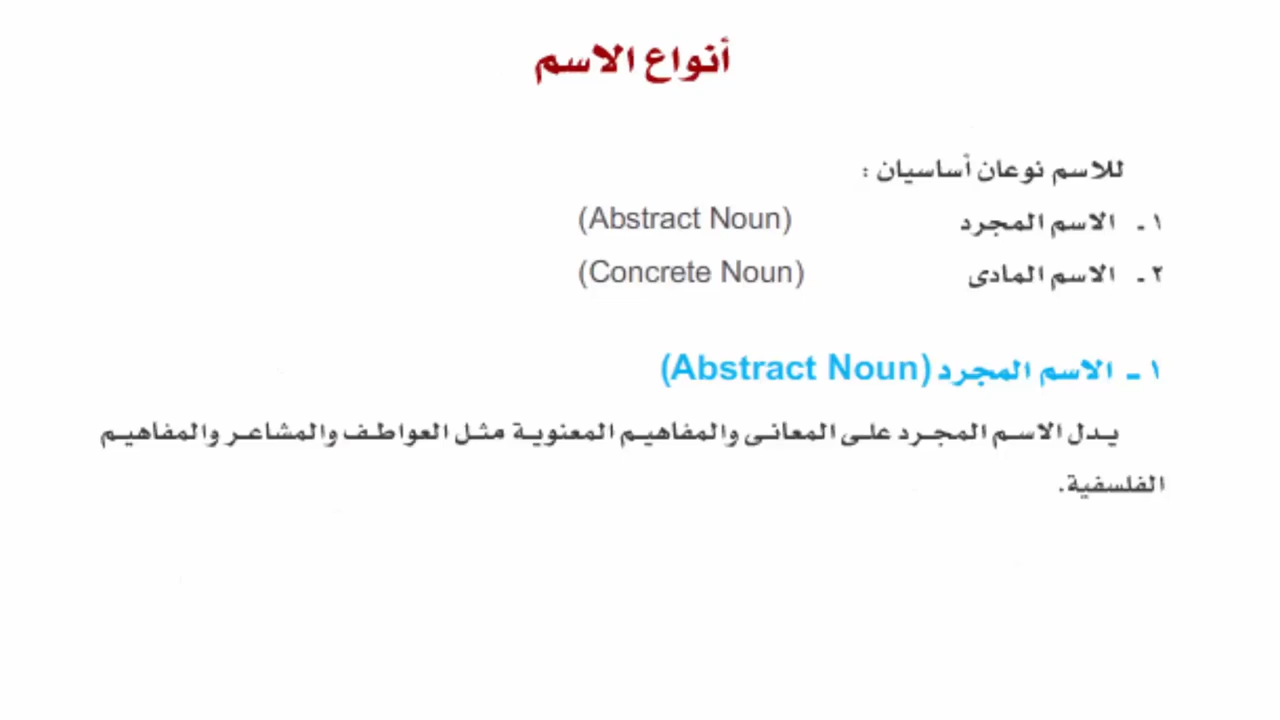 أنواع الاسم
للاسم نوعان أساسيان :
١ ـ الاسم المجرد (Abstract Noun)
٢ ـ الاسم المادى (Concrete Noun)
١ ـ الاسم المجرد (Abstract Noun)
يدل الاسم المجرد على المعانى والمفاهيم المعنوية مثل العواطف والمشاعر والمفاهيم
الفلسفية.